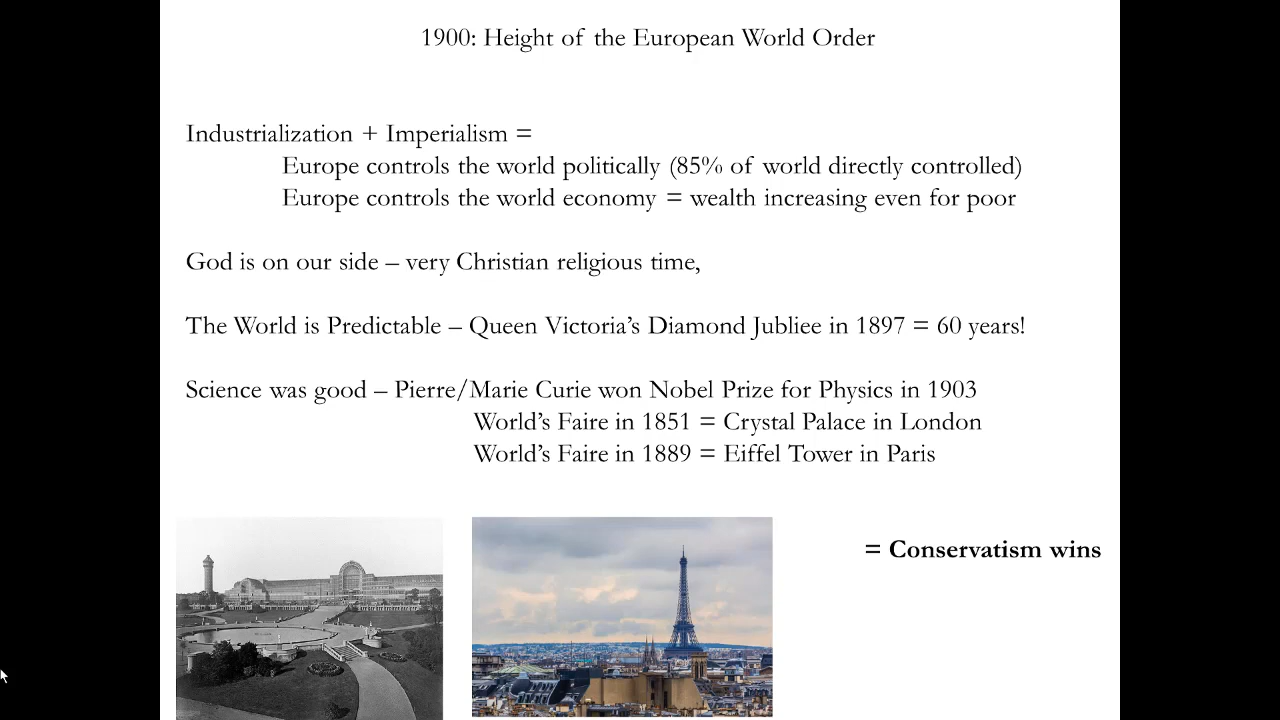 1900: Height of the European World Order
Industrialization + Imperialism =
Europe controls the world politically (85% of world directly controlled)
Europe controls the world economy = wealth increasing even for poor
God is on our side – very Christian religious time,
The World is Predictable – Queen Victoria's Diamond Jubliee in 1897 = 60 years!
Science was good – Pierre/Marie Curie won Nobel Prize for Physics in 1903
World's Faire in 1851 = Crystal Palace in London
World's Faire in 1889 = Eiffel Tower in Paris
= Conservatism wins